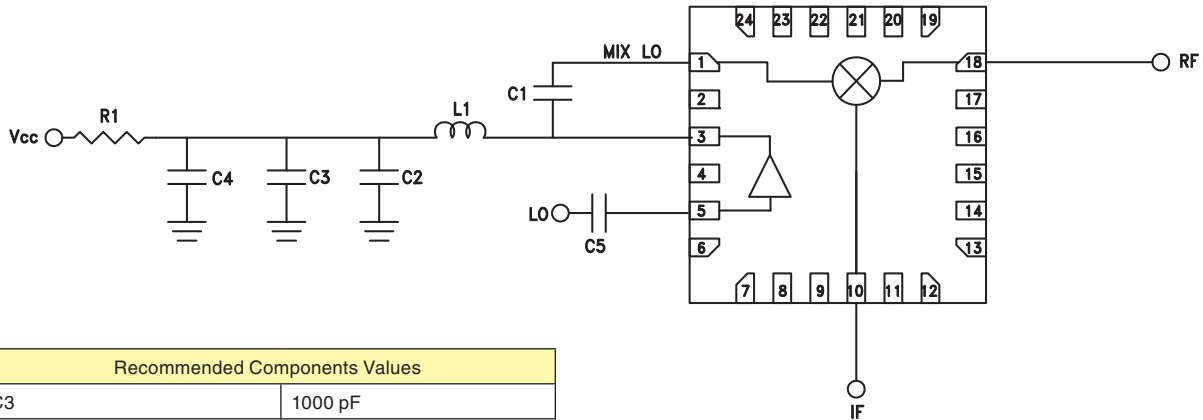 24 23 22 21 20 19
MIX LO
1
18
RF
C1
2
17
R1
L1
Vcc
3
16
C4
C3
C2
4
15
LO
5
14
C5
6
13
7 8 9 10 11 12
Recommended Components Values
1000 pF
IF